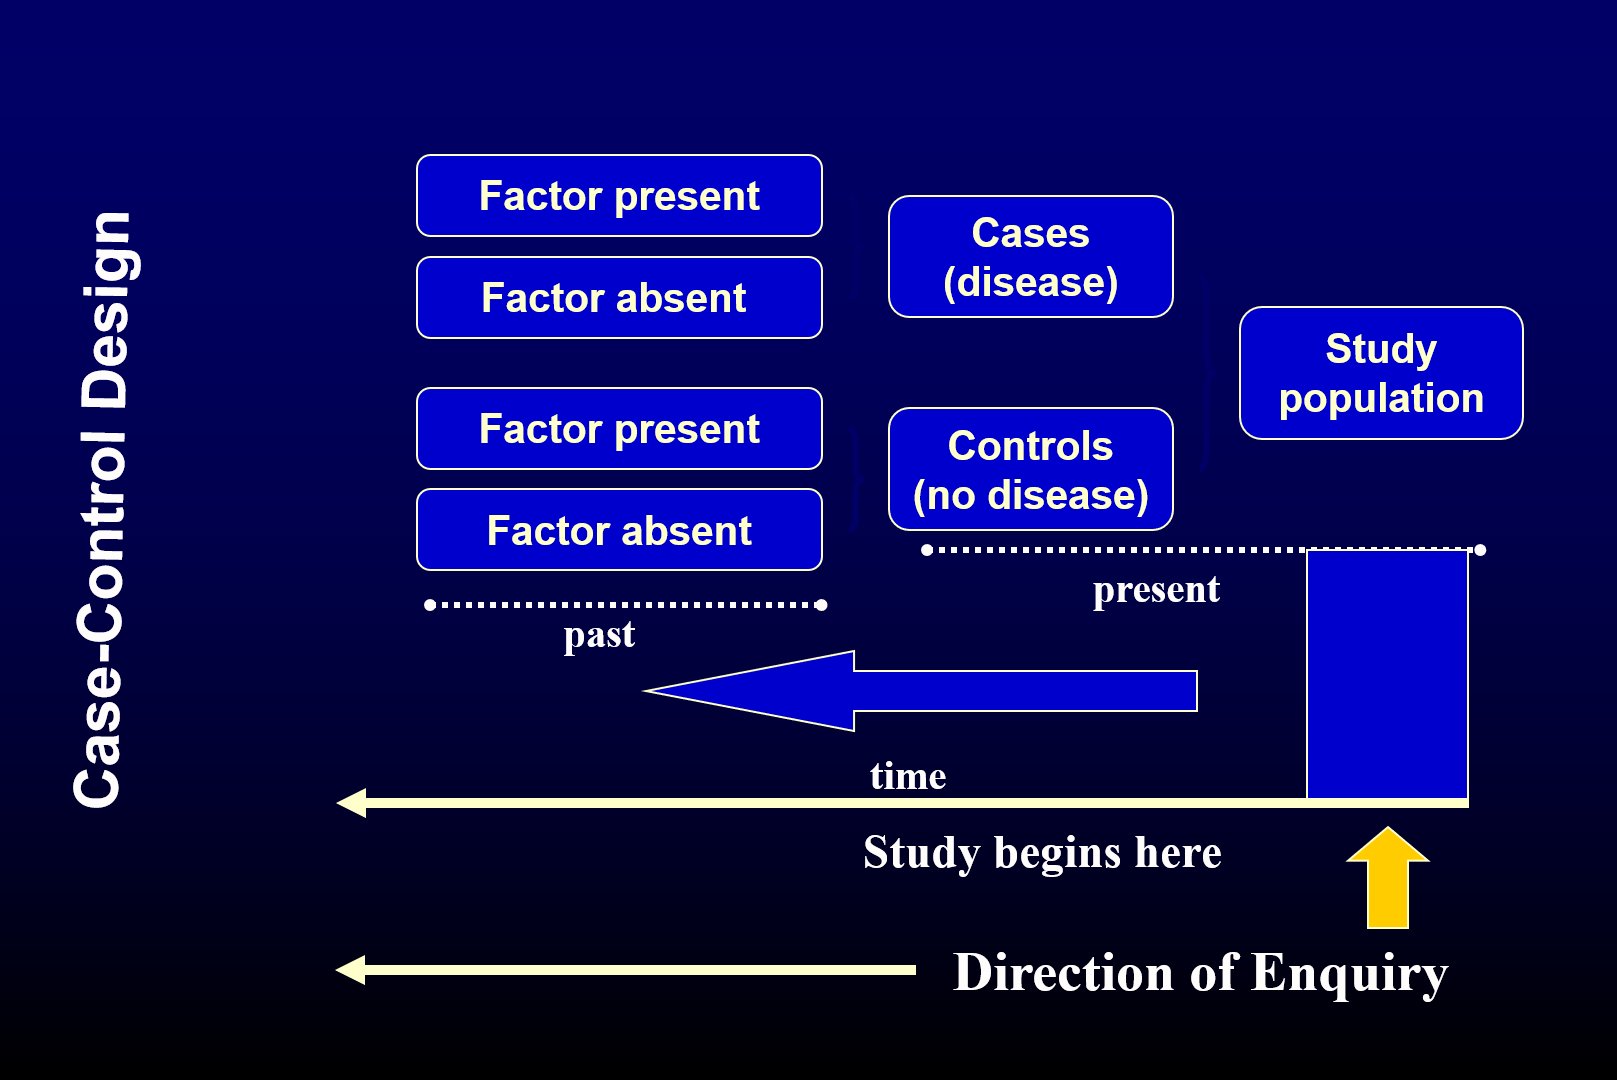 Case-Control Design
Factor present
Factor absent
Factor present
Factor absent
Cases
(disease)
Controls
(no disease)
Study
population
past
present
time
Study begins here
Direction of Enquiry